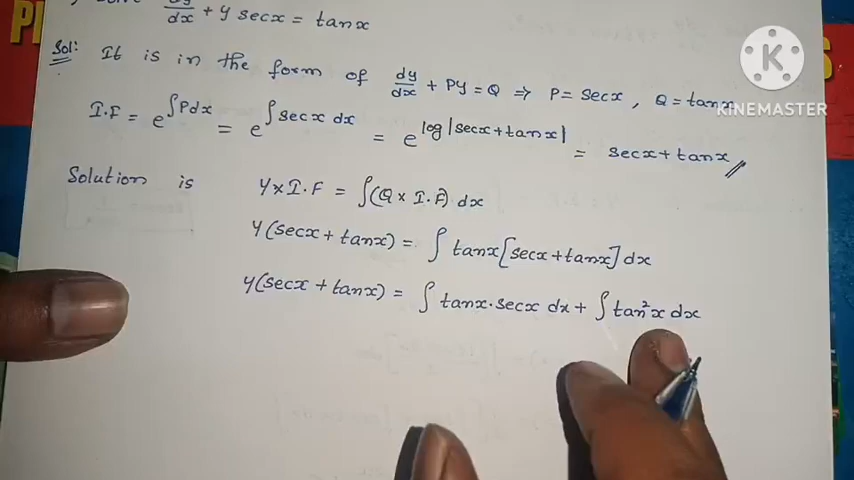 dy/dx + y secx = tanx
Sol: It is in the form of dy/dx + Py = Q ⇒ P = secx, Q = tanx
I.F = e^∫Pdx = e^∫secx dx = e^log|secx+tanx| = secx + tanx
Solution is y×I.F = ∫(Q × I.F) dx
y(secx + tanx) = ∫ tanx[secx + tanx] dx
y(secx + tanx) = ∫ tanx·secx dx + ∫ tan²x dx
K
KINEMASTER